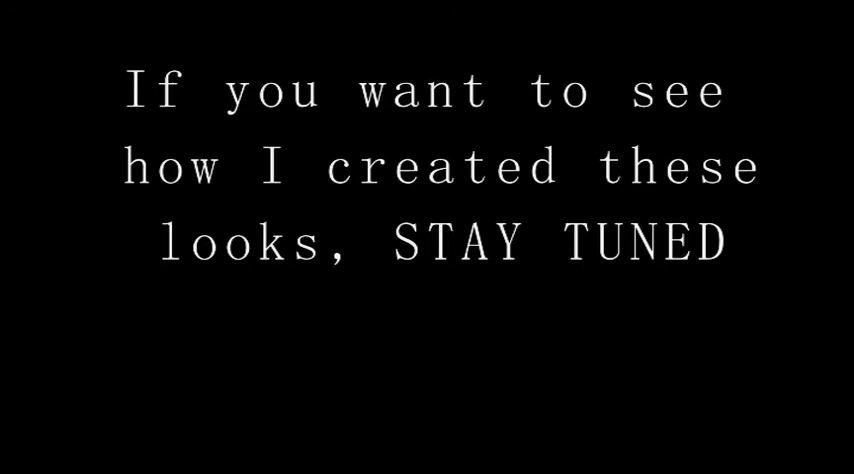 If you want to see
how I created these
looks, STAY TUNED